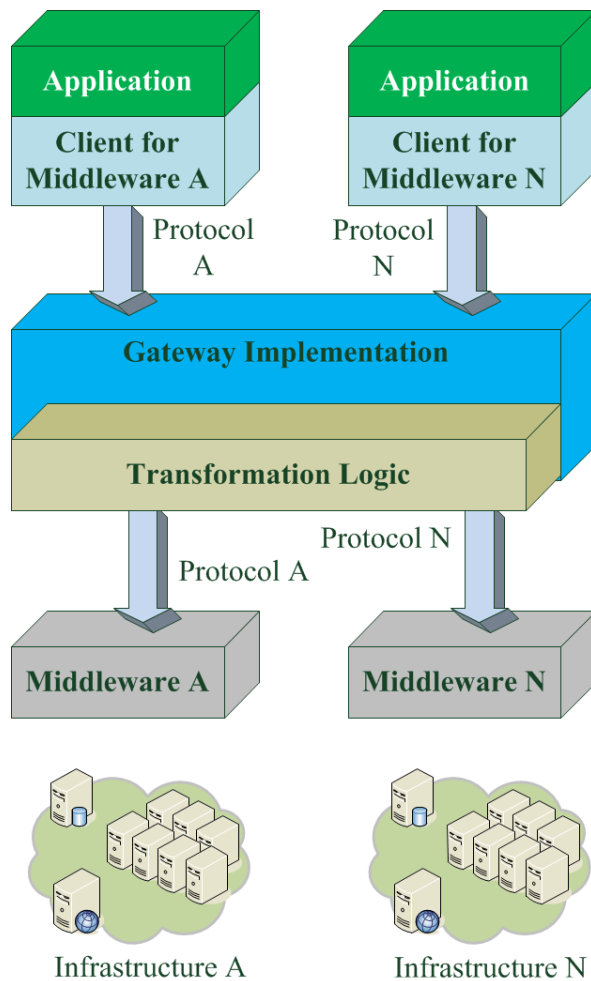 Application
Application
Client for
Middleware A
Client for
Middleware N
Protocol
A
Protocol
N
Gateway Implementation
Transformation Logic
Protocol N
Protocol A
Middleware A
Middleware N
Infrastructure A
Infrastructure N